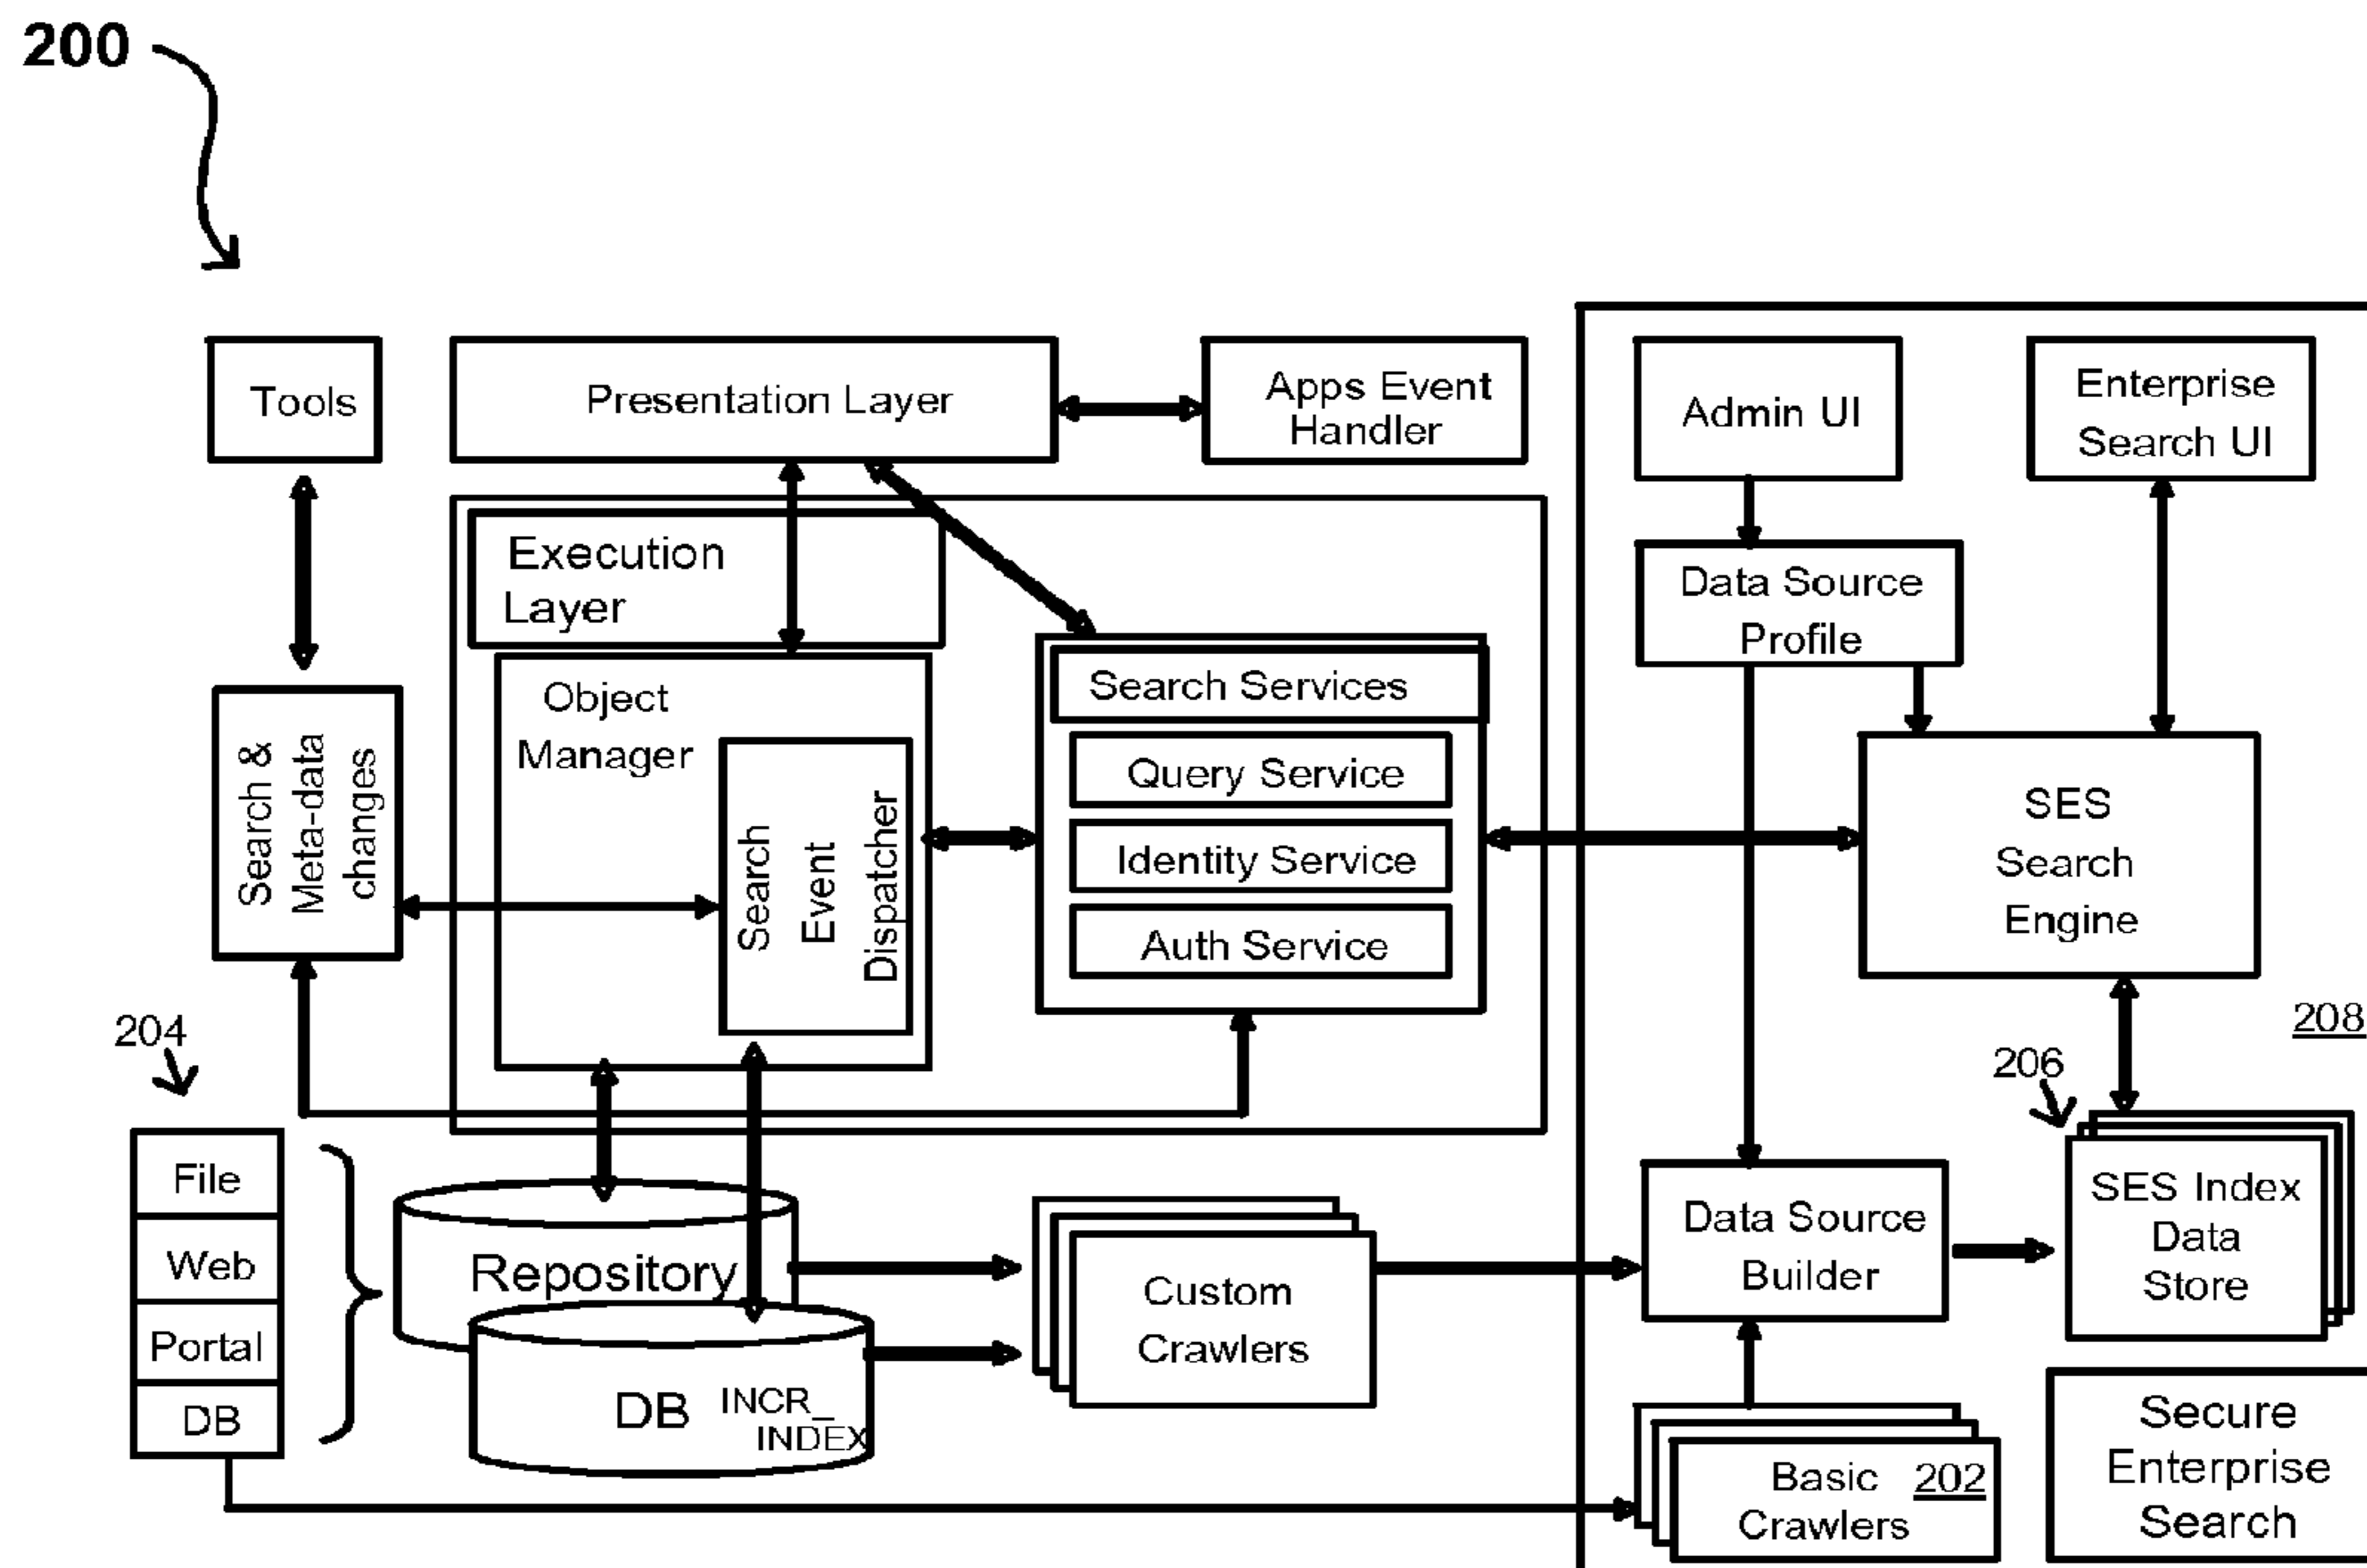 200
Tools
Presentation Layer
Apps Event
Handler
Admin UI
Enterprise
Search UI
Execution
Layer
Data Source
Profile
Object
Manager
Search Services
Query Service
Identity Service
Auth Service
Search &
Meta-data
changes
Search
Event
Dispatcher
SES
Search
Engine
204
208
206
File
Web
Portal
DB
Repository
DB
INCR_
INDEX
Custom
Crawlers
Data Source
Builder
SES Index
Data
Store
Basic 202
Crawlers
Secure
Enterprise
Search